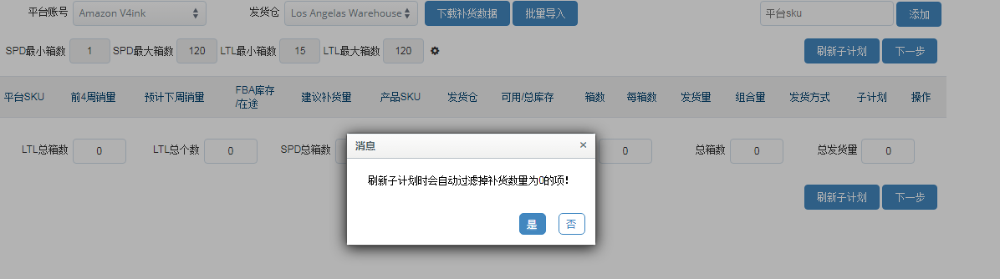 平台账号 Amazon V4ink 发货仓 Los Angelas Warehouse 下载补货数据 批量导入 平台sku 添加
SPD最小箱数 1 SPD最大箱数 120 LTL最小箱数 15 LTL最大箱数 120 刷新子计划 下一步
平台SKU 前4周销量 预计下周销量 FBA库存/在途 建议补货量 产品SKU 发货仓 可用/总库存 箱数 每箱数 发货量 组合量 发货方式 子计划 操作
LTL总箱数 0 LTL总个数 0 SPD总箱数 0 总箱数 0 总发货量 0
消息 ×
刷新子计划时会自动过滤掉补货数量为0的项!
是 否
刷新子计划 下一步